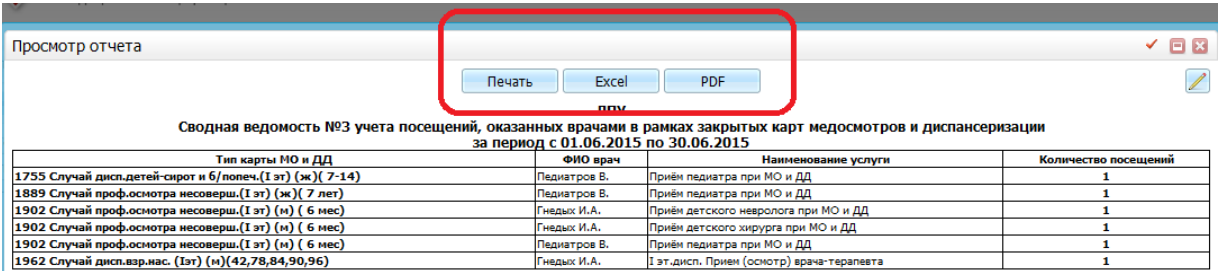 Просмотр отчета
Печать Excel PDF
Сводная ведомость №3 учета посещений, оказанных врачами в рамках закрытых карт медосмотров и диспансеризации
за период с 01.06.2015 по 30.06.2015
Тип карты МО и ДД ФИО врач Наименование услуги Количество посещений
1755 Случай дисп.детей-сирот и б/попеч.(I эт) (ж)( 7-14) Педиатров В. Приём педиатра при МО и ДД 1
1889 Случай проф.осмотра несоверш.(I эт) (ж)( 7 лет) Педиатров В. Приём педиатра при МО и ДД 1
1902 Случай проф.осмотра несоверш.(I эт) (м) ( 6 мес) Гнедых И.А. Приём детского невролога при МО и ДД 1
1902 Случай проф.осмотра несоверш.(I эт) (м) ( 6 мес) Гнедых И.А. Приём детского хирурга при МО и ДД 1
1902 Случай проф.осмотра несоверш.(I эт) (м) ( 6 мес) Педиатров В. Приём педиатра при МО и ДД 1
1962 Случай дисп.взр.нас. (Iэт) (м)(42,78,84,90,96) Гнедых И.А. I эт.дисп. Прием (осмотр) врача-терапевта 1